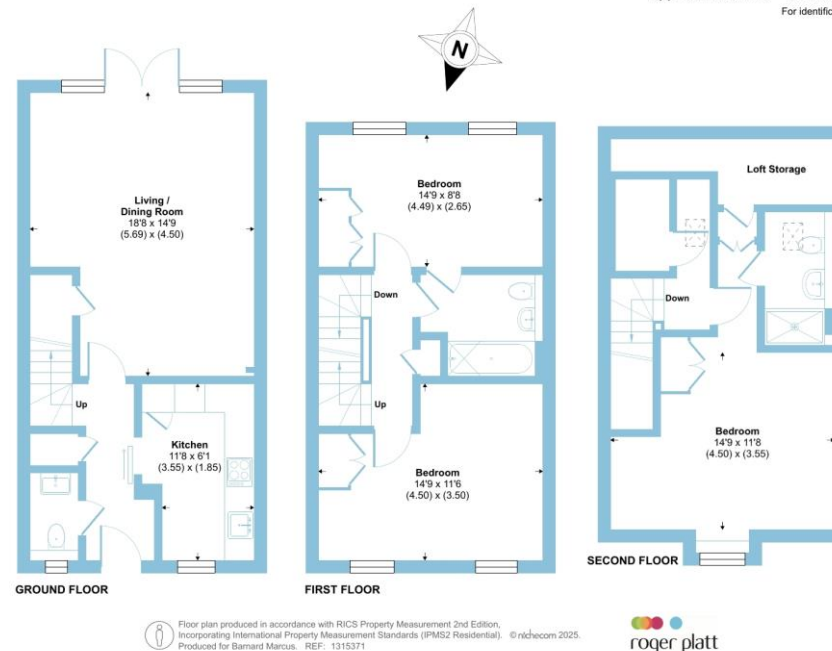 For identific
N
Living /
Dining Room
18'8 x 14'9
(5.69) x (4.50)
Up
Kitchen
11'8 x 6'1
(3.55) x (1.85)
GROUND FLOOR
Bedroom
14'9 x 8'8
(4.49) x (2.65)
Down
Up
Bedroom
14'9 x 11'6
(4.50) x (3.50)
FIRST FLOOR
Loft Storage
Down
Bedroom
14'9 x 11'8
(4.50) x (3.55)
SECOND FLOOR
Floor plan produced in accordance with RICS Property Measurement 2nd Edition,
Incorporating International Property Measurement Standards (IPMS2 Residential). © nichecom 2025.
Produced for Barnard Marcus. REF: 1315371
roger platt